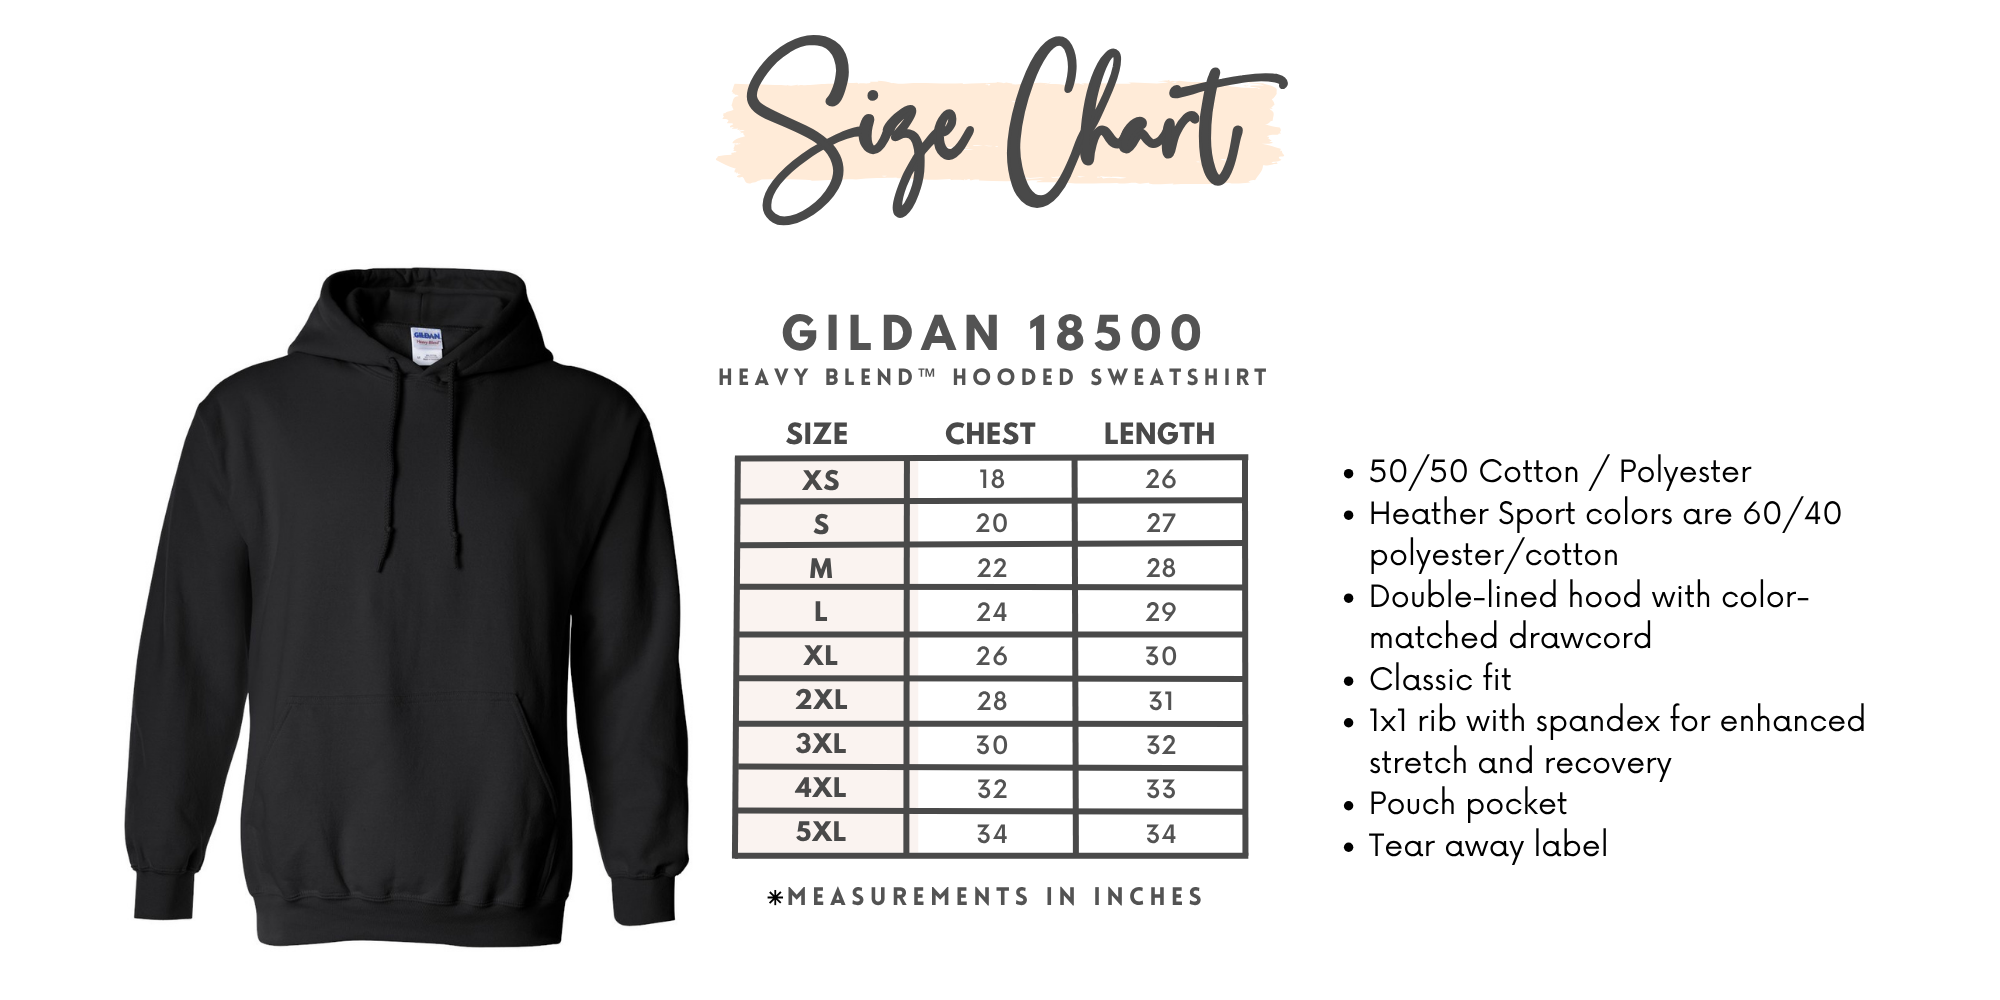 Size Chart
GILDAN 18500
HEAVY BLEND™ HOODED SWEATSHIRT
SIZE CHEST LENGTH
XS 18 26
S 20 27
M 22 28
L 24 29
XL 26 30
2XL 28 31
3XL 30 32
4XL 32 33
5XL 34 34
*MEASUREMENTS IN INCHES
• 50/50 Cotton / Polyester
• Heather Sport colors are 60/40
polyester/cotton
• Double-lined hood with color-
matched drawcord
• Classic fit
• 1x1 rib with spandex for enhanced
stretch and recovery
• Pouch pocket
• Tear away label
GILDAN
Heavy Blend